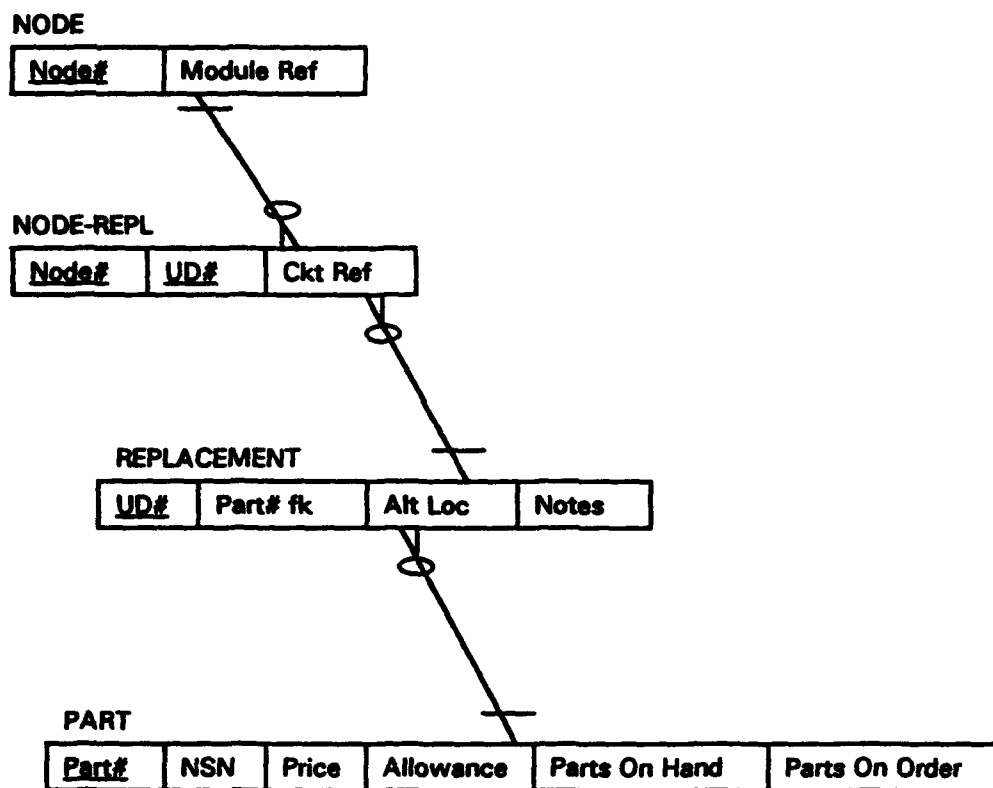 NODE
Node# Module Ref
NODE-REPL
Node# UD# Ckt Ref
REPLACEMENT
UD# Part# fk Alt Loc Notes
PART
Part# NSN Price Allowance Parts On Hand Parts On Order